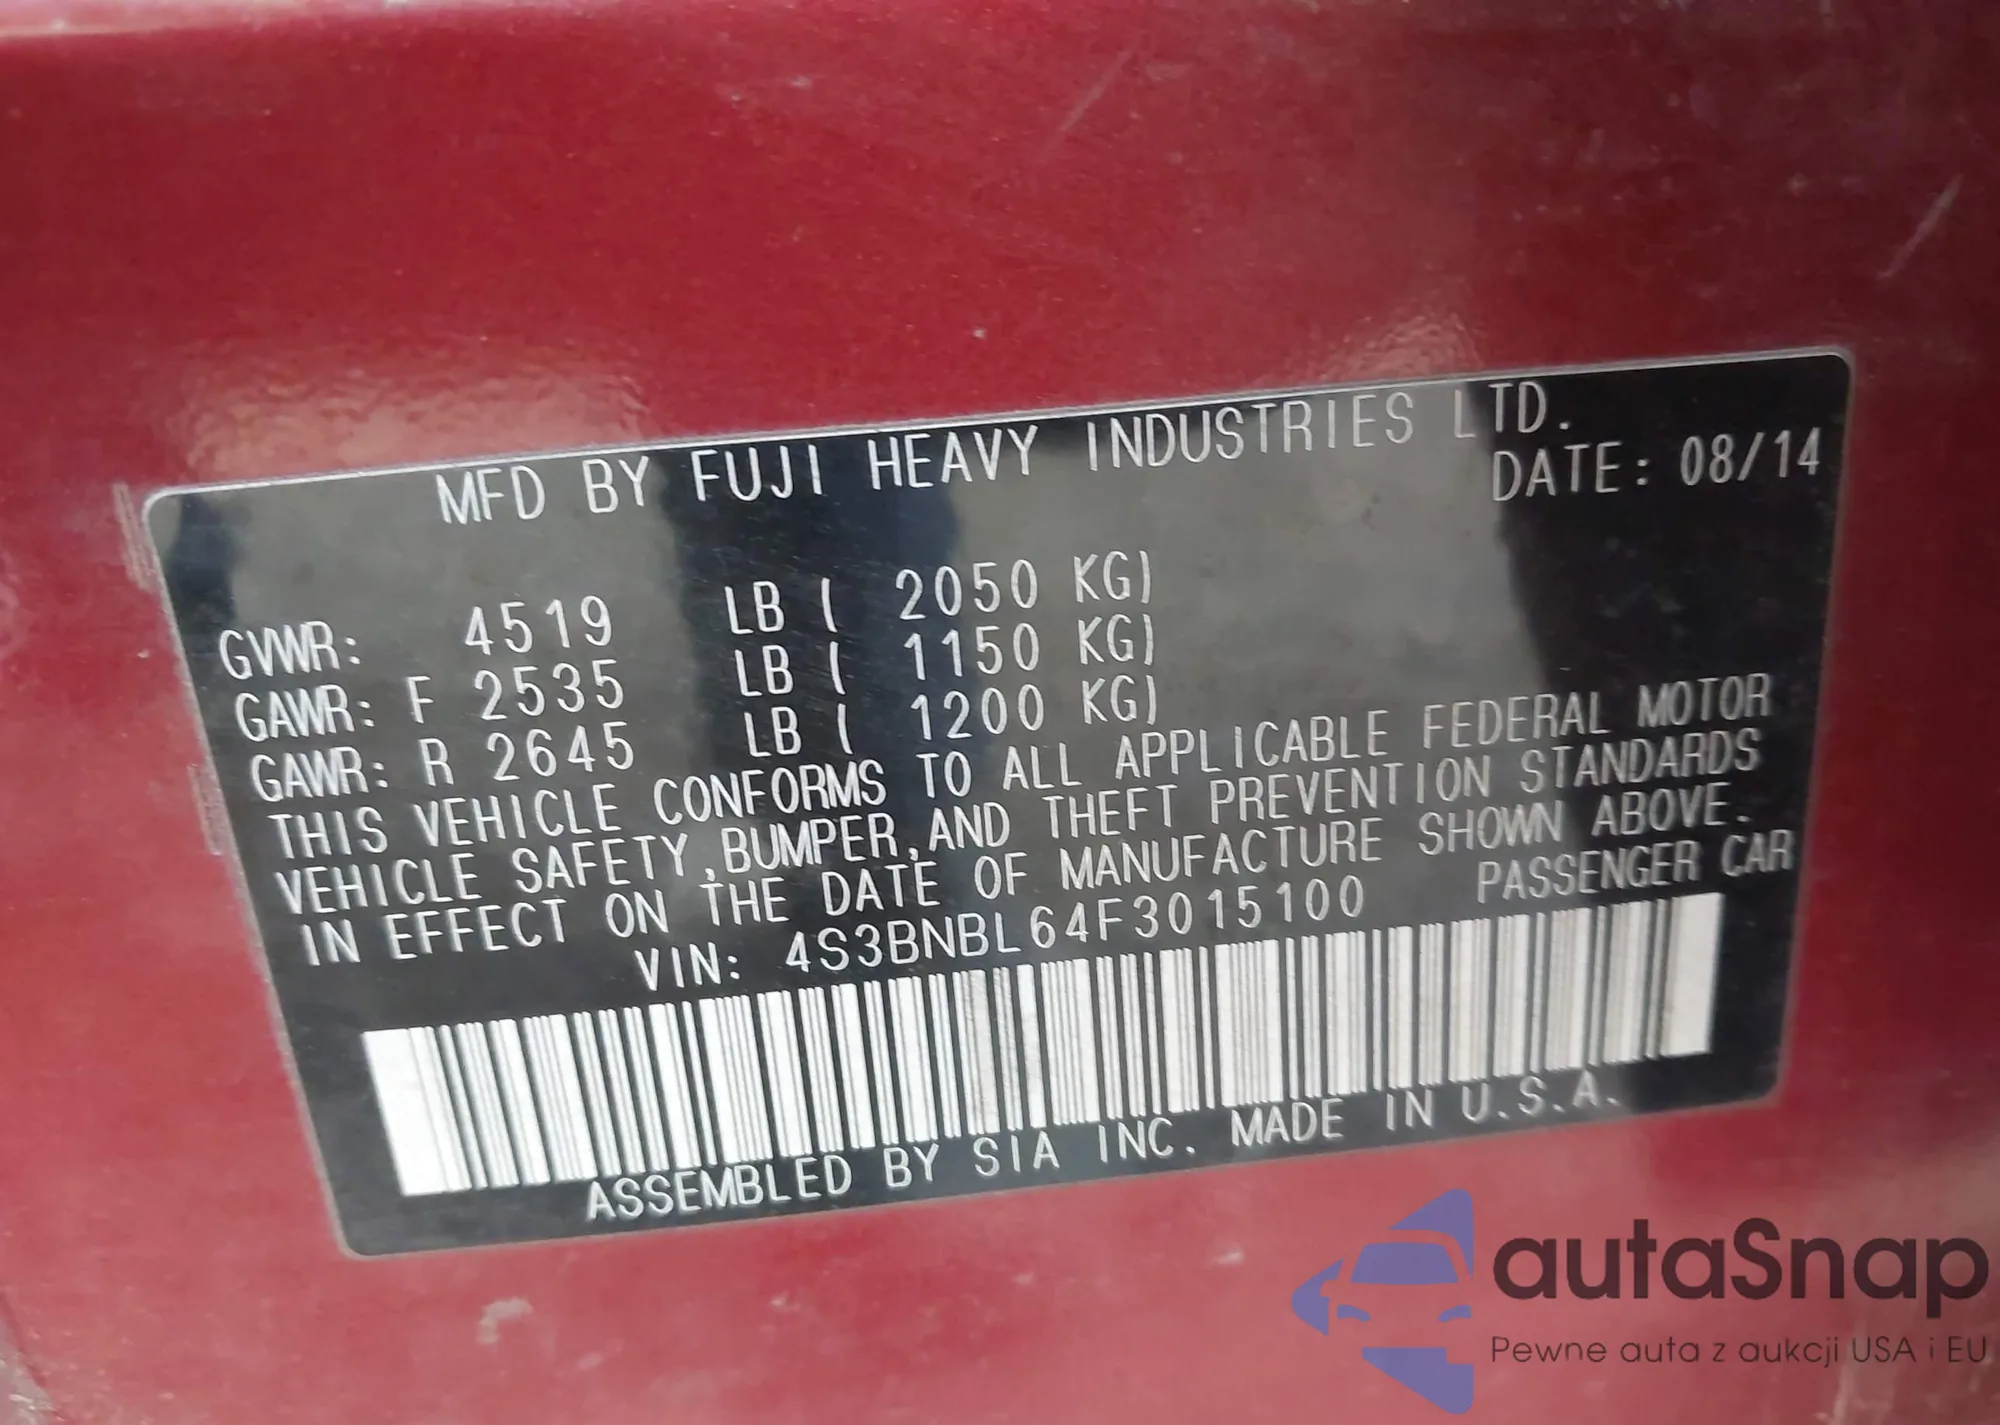 MFD BY FUJI HEAVY INDUSTRIES LTD.
DATE: 08/14
GVWR: 4519 LB ( 2050 KG)
GAWR: F 2535 LB ( 1150 KG)
GAWR: R 2645 LB ( 1200 KG)
THIS VEHICLE CONFORMS TO ALL APPLICABLE FEDERAL MOTOR
VEHICLE SAFETY,BUMPER,AND THEFT PREVENTION STANDARDS
IN EFFECT ON THE DATE OF MANUFACTURE SHOWN ABOVE.
VIN: 4S3BNBL64F3015100 PASSENGER CAR
ASSEMBLED BY SIA INC. MADE IN U.S.A.
autaSnap
Pewne auta z aukcji USA i EU